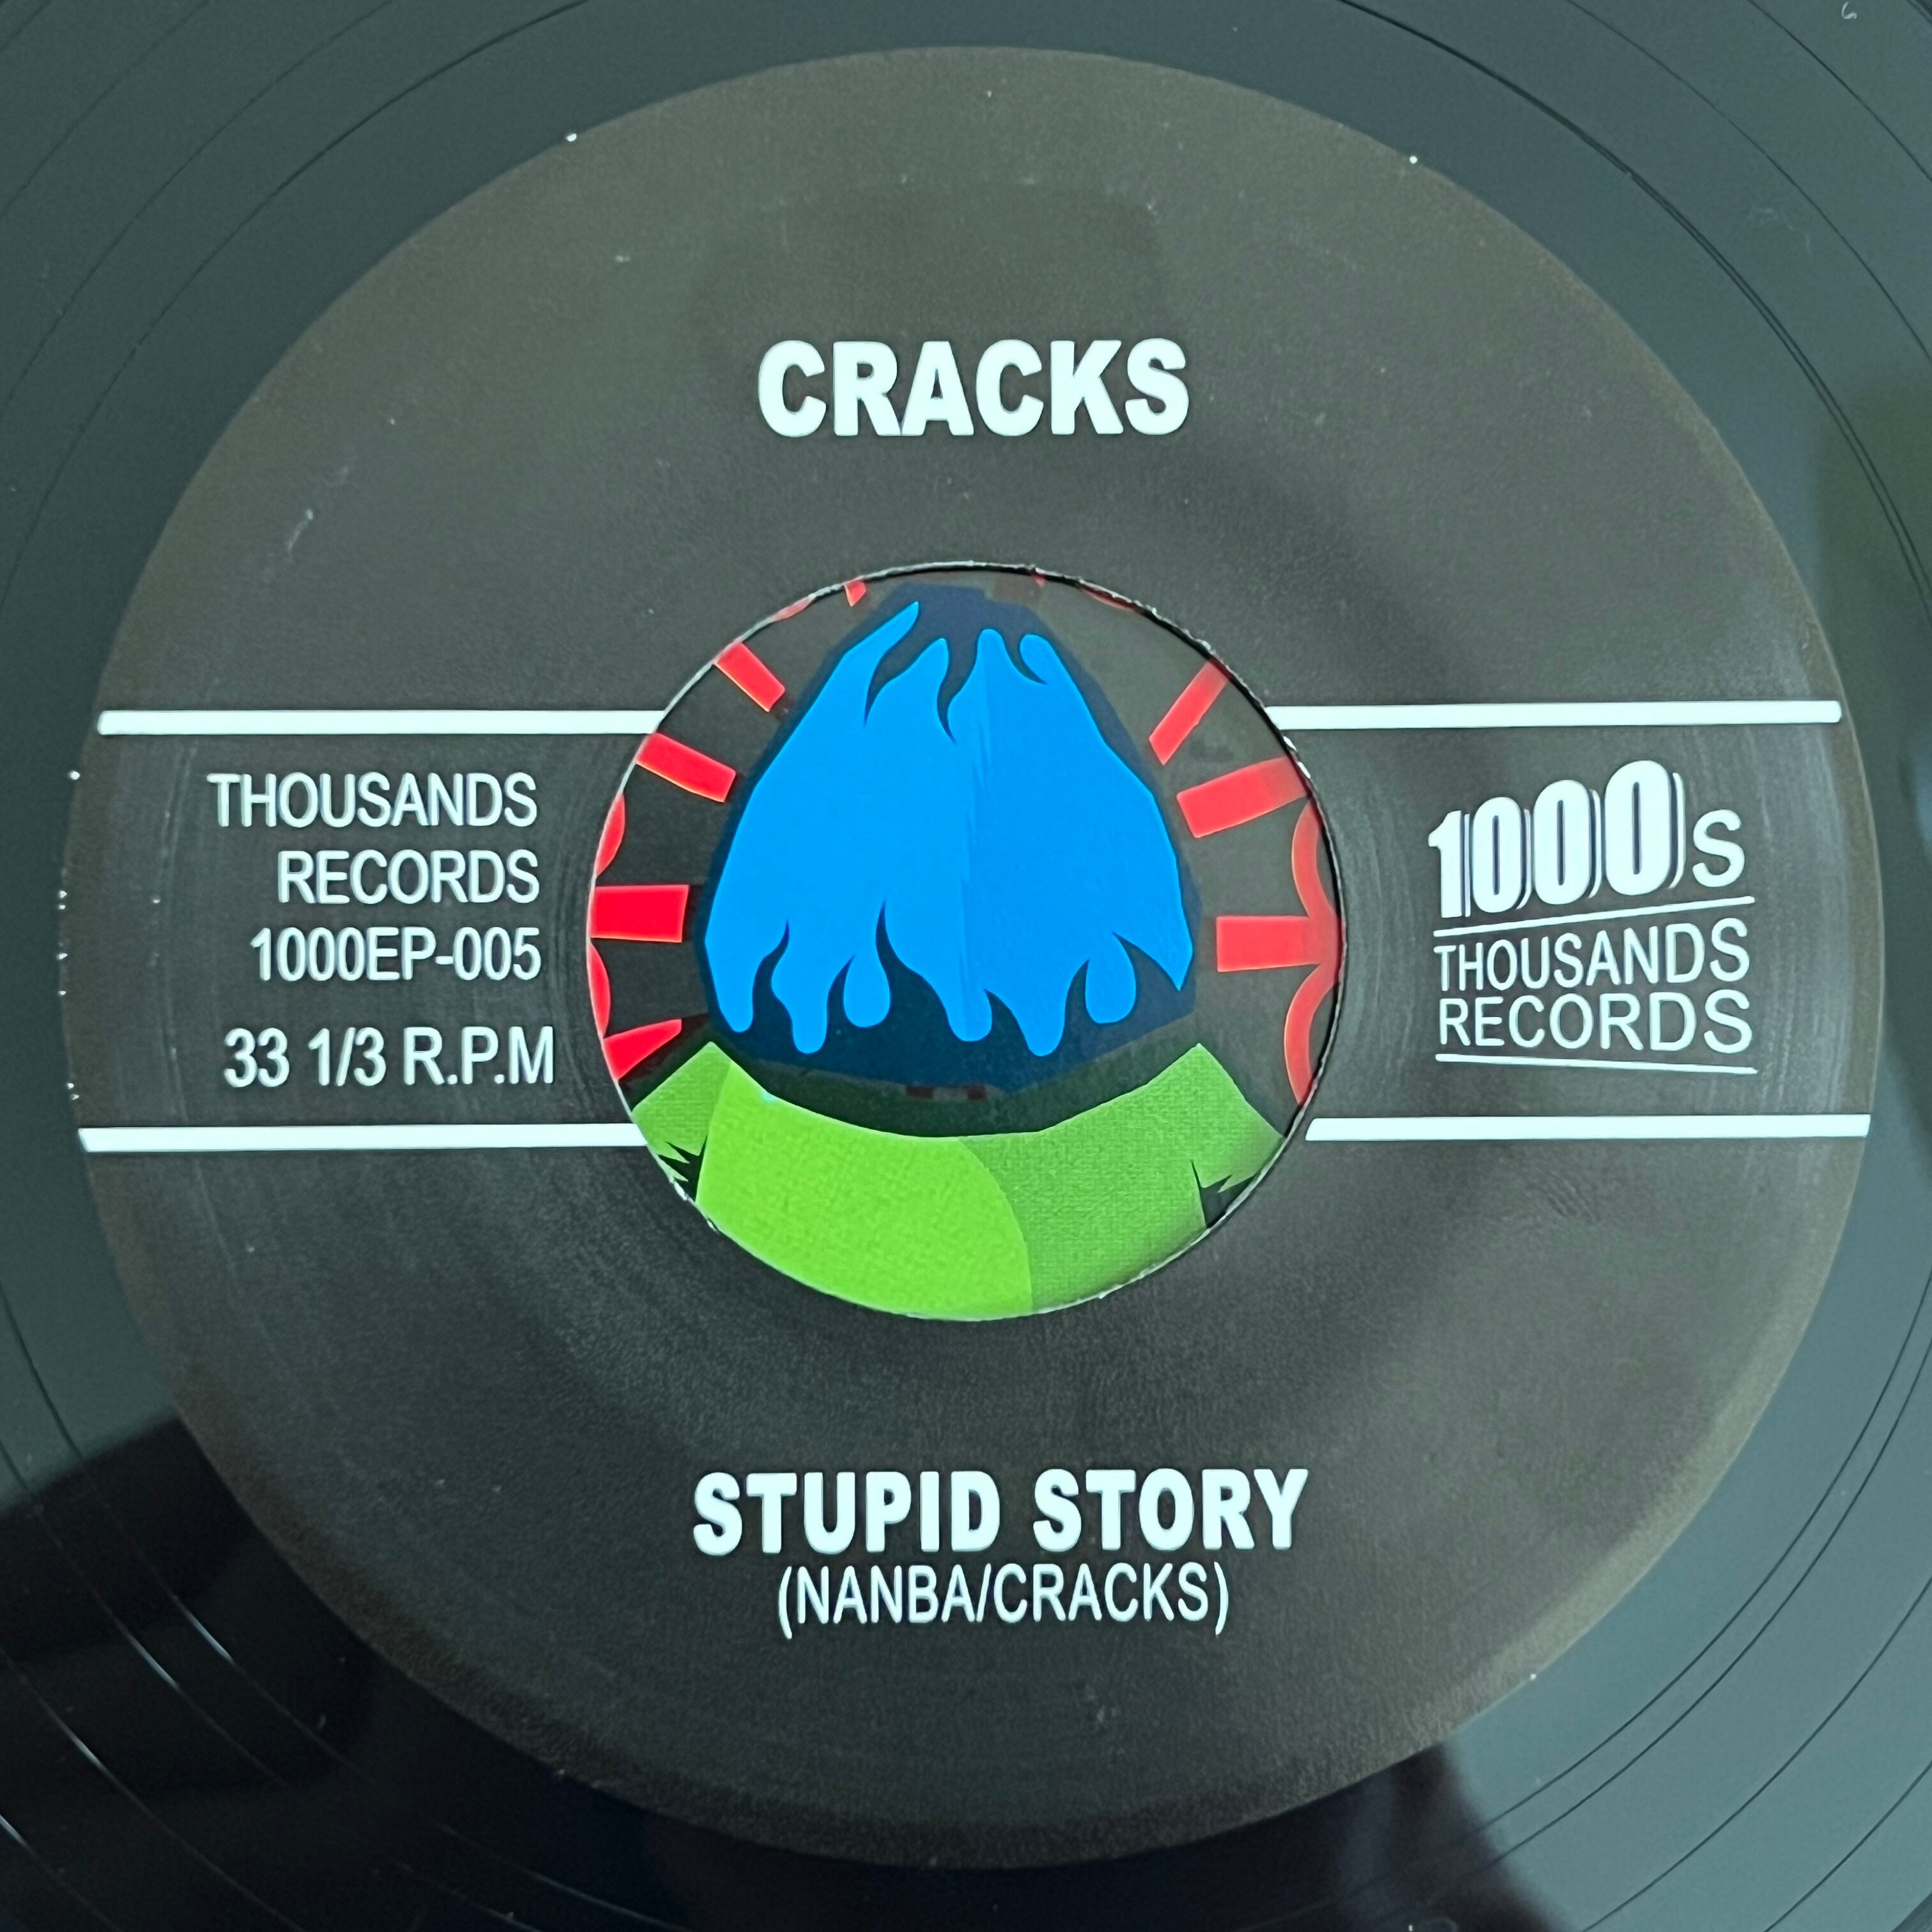 CRACKS
THOUSANDS
RECORDS
1000EP-005
33 1/3 R.P.M
1000s
THOUSANDS
RECORDS
STUPID STORY
(NANBA/CRACKS)